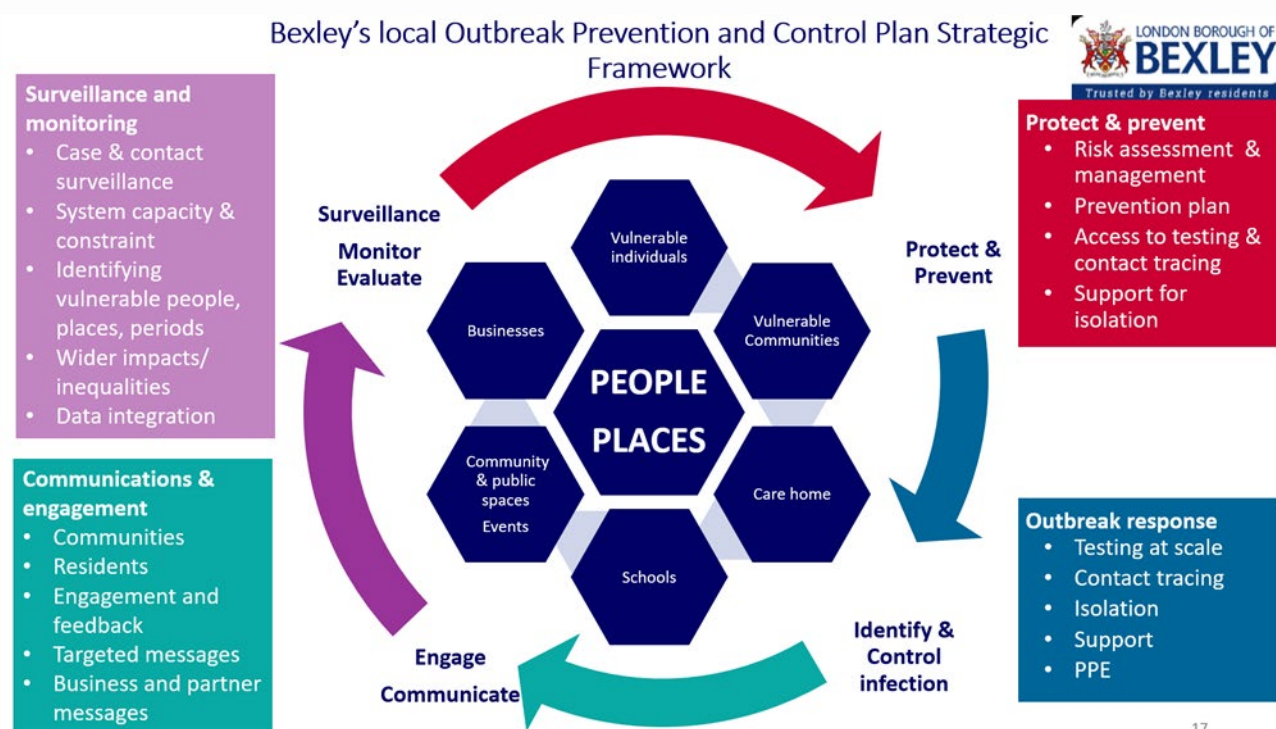 Bexley's local Outbreak Prevention and Control Plan Strategic
Framework
LONDON BOROUGH OF
BEXLEY
Trusted by Bexley residents
Surveillance and
monitoring
• Case & contact
surveillance
• System capacity &
constraint
• Identifying
vulnerable people,
places, periods
• Wider impacts/
inequalities
• Data integration
Communications &
engagement
• Communities
• Residents
• Engagement and
feedback
• Targeted messages
• Business and partner
messages
Surveillance
Monitor
Evaluate
Protect &
Prevent
Identify &
Control
infection
Engage
Communicate
Vulnerable
individuals
Vulnerable
Communities
Care home
Schools
Community
& public
spaces
Events
Businesses
PEOPLE
PLACES
Protect & prevent
• Risk assessment &
management
• Prevention plan
• Access to testing &
contact tracing
• Support for
isolation
Outbreak response
• Testing at scale
• Contact tracing
• Isolation
• Support
• PPE
17